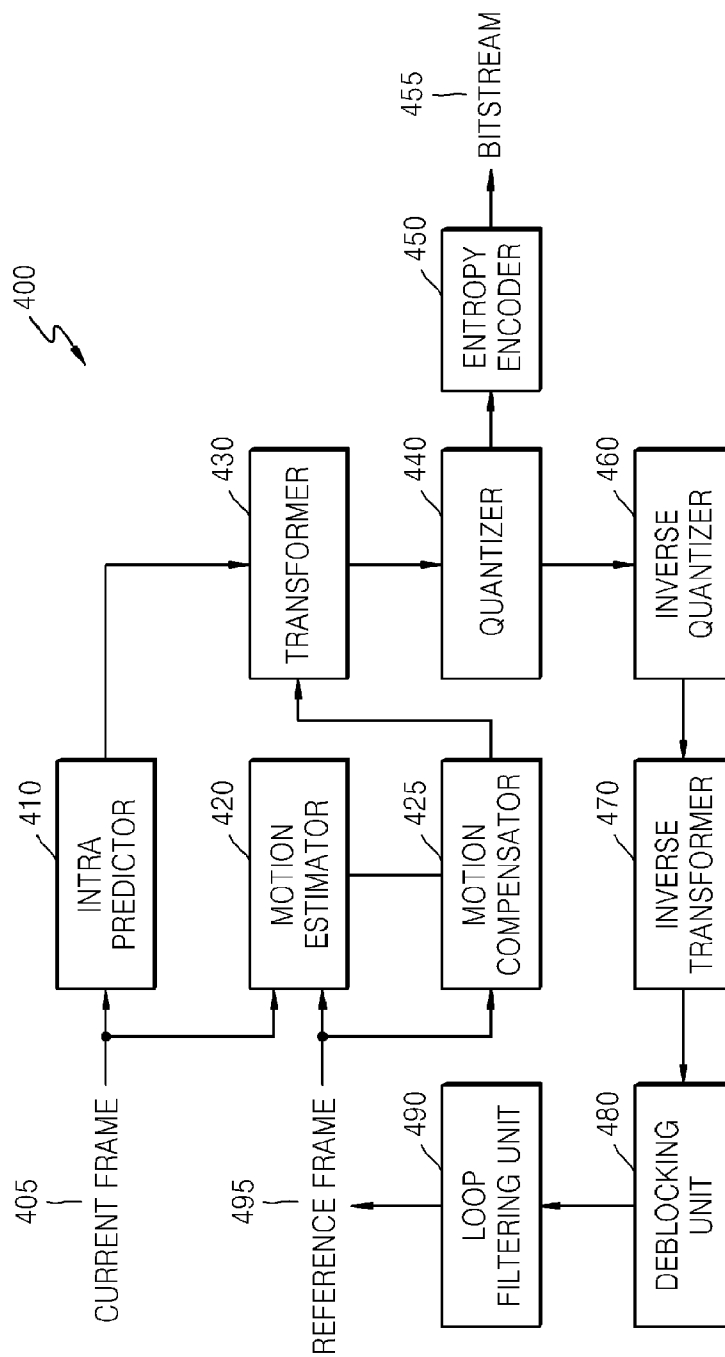 400
405
CURRENT FRAME
410
INTRA
PREDICTOR
495
REFERENCE FRAME
420
MOTION
ESTIMATOR
430
TRANSFORMER
455
BITSTREAM
490
LOOP
FILTERING UNIT
425
MOTION
COMPENSATOR
440
QUANTIZER
450
ENTROPY
ENCODER
480
DEBLOCKING
UNIT
470
INVERSE
TRANSFORMER
460
INVERSE
QUANTIZER